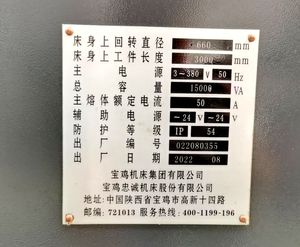 床身上回转直径 660 mm
床身上工件长度 3000 mm
主电源 3~380 V 50 Hz
总容量 15000 VA
主熔体额定电流 50 A
辅助电源 ~24 V ~24 V
防护等级 IP 54
出厂编号 022080355
出厂日期 2022 08
宝鸡机床集团有限公司
宝鸡忠诚机床股份有限公司
地址:中国陕西省宝鸡市高新十四路
邮编:721013 服务热线:400-1199-196